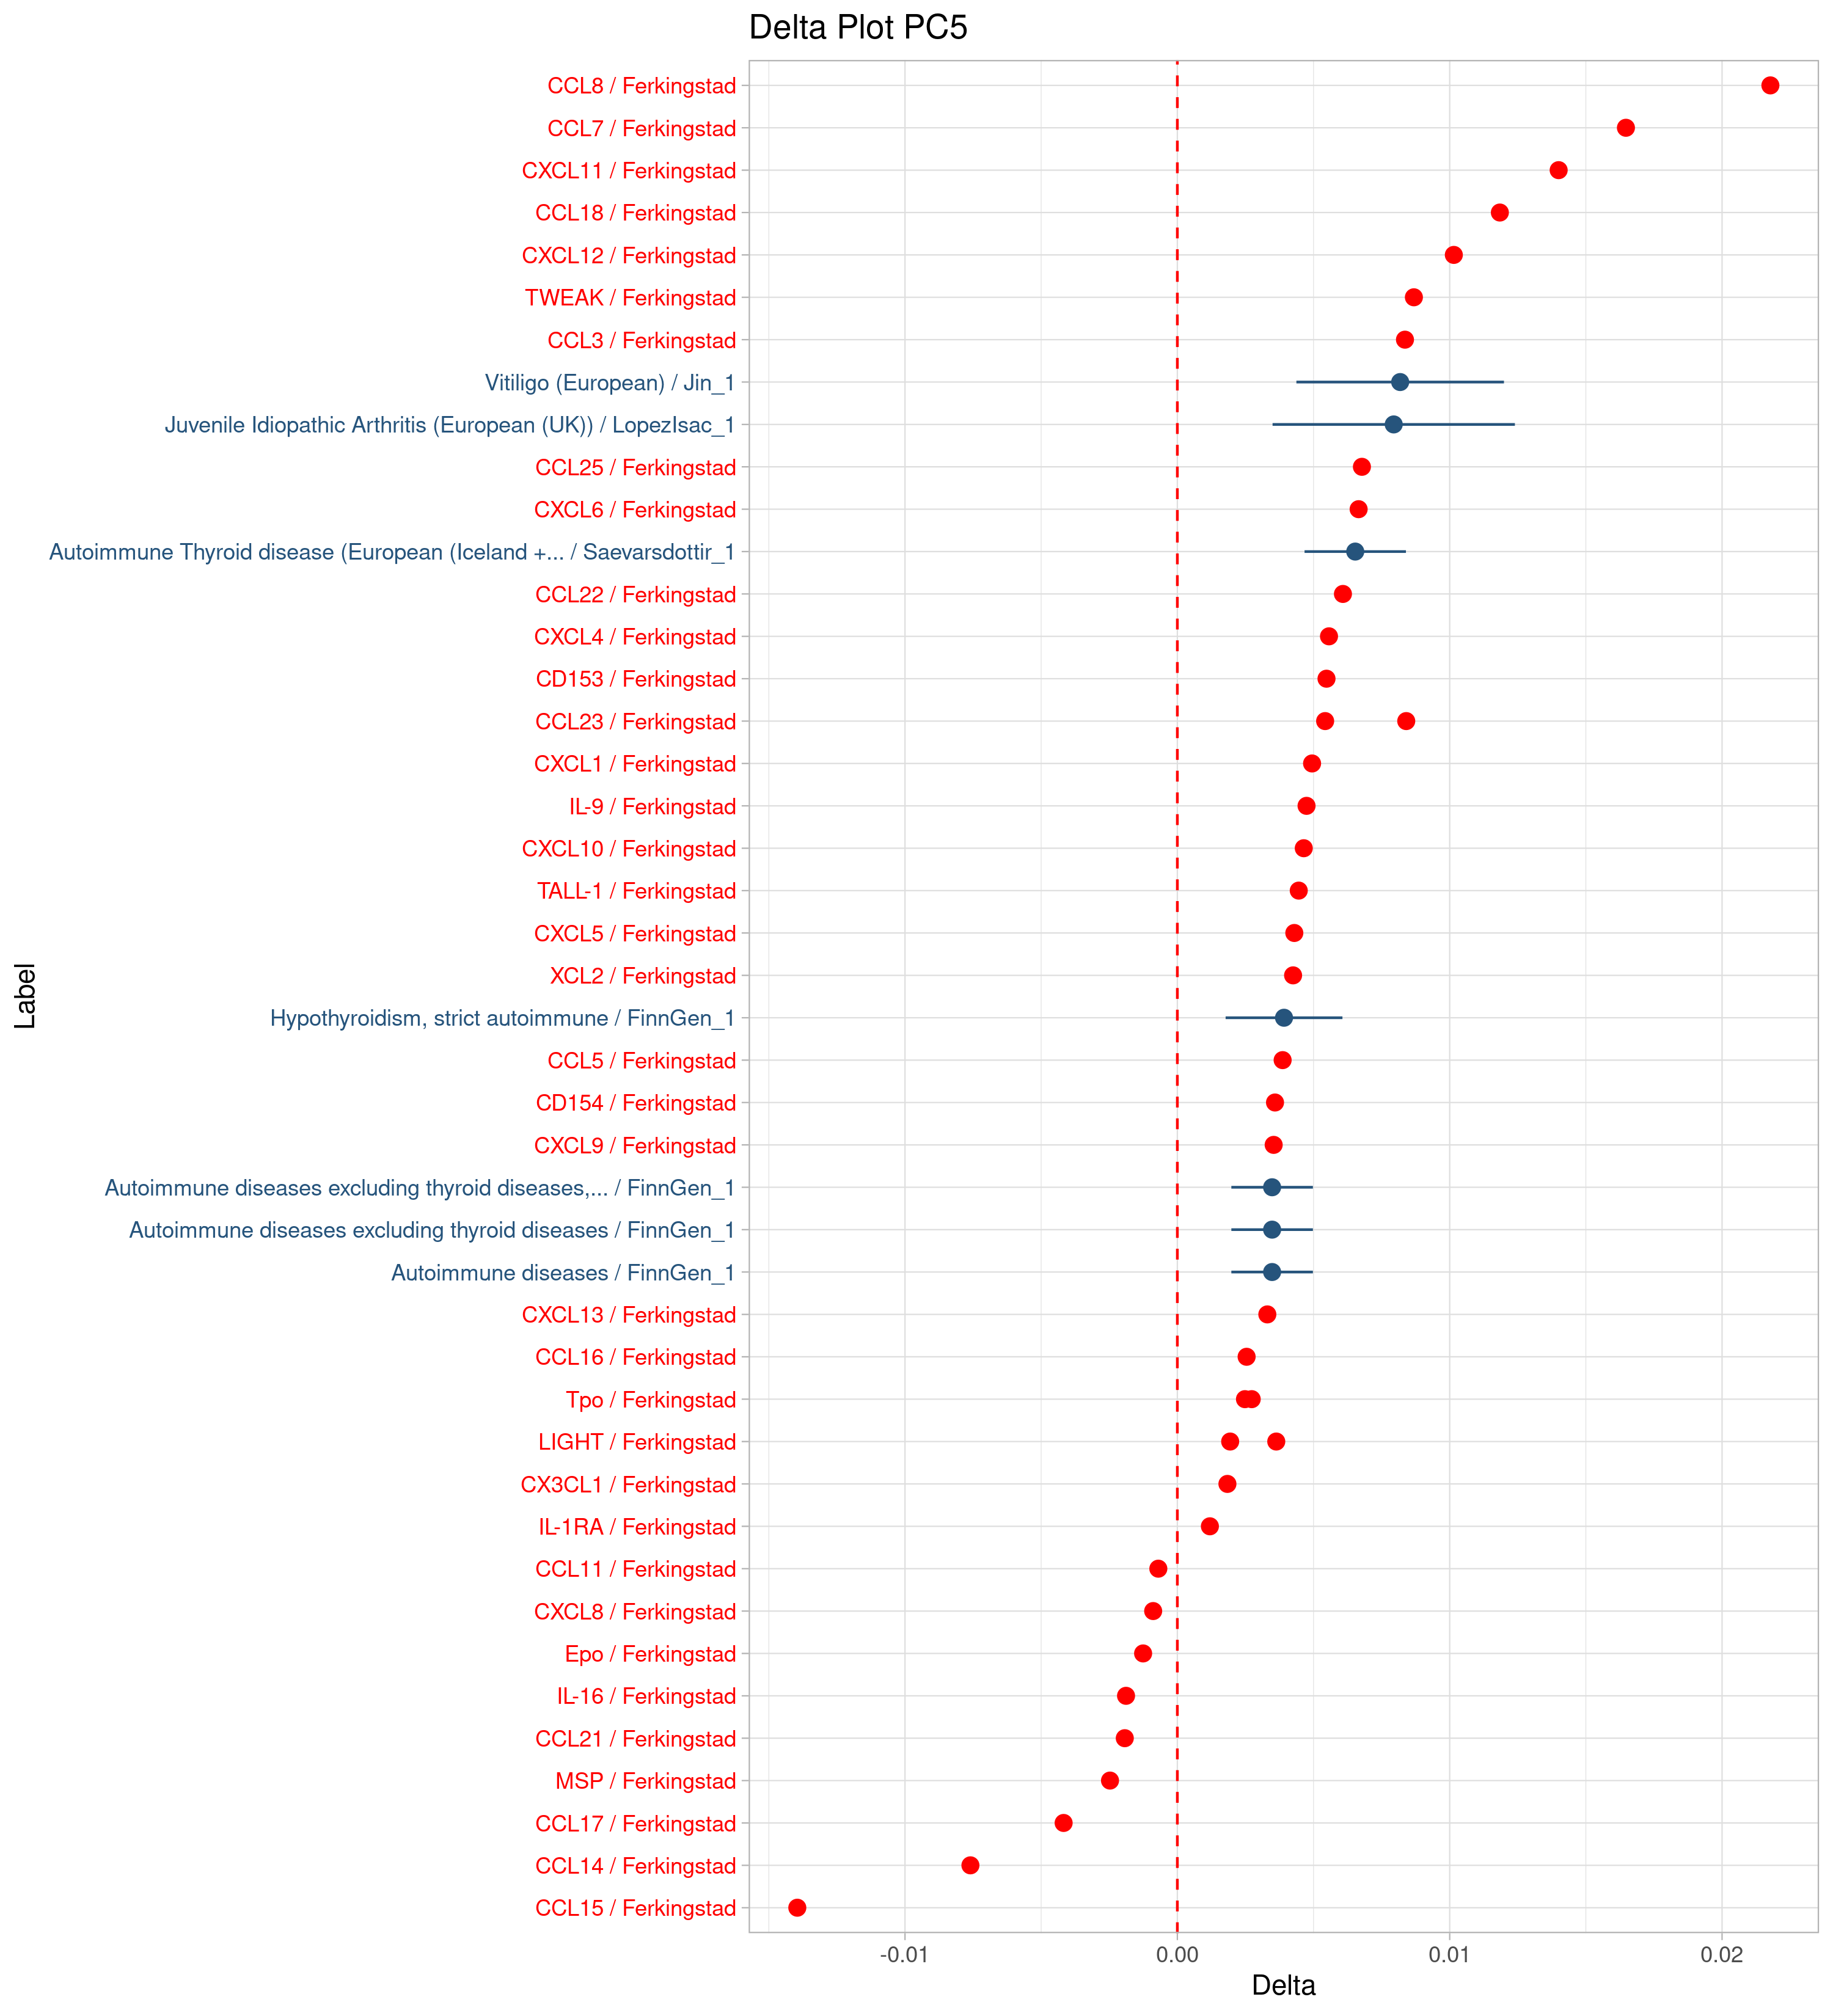 Delta Plot PC5
CCL8 / Ferkingstad
CCL7 / Ferkingstad
CXCL11 / Ferkingstad
CCL18 / Ferkingstad
CXCL12 / Ferkingstad
TWEAK / Ferkingstad
CCL3 / Ferkingstad
Vitiligo (European) / Jin_1
Juvenile Idiopathic Arthritis (European (UK)) / LopezIsac_1
CCL25 / Ferkingstad
CXCL6 / Ferkingstad
Autoimmune Thyroid disease (European (Iceland +... / Saevarsdottir_1
CCL22 / Ferkingstad
CXCL4 / Ferkingstad
CD153 / Ferkingstad
CCL23 / Ferkingstad
CXCL1 / Ferkingstad
IL-9 / Ferkingstad
CXCL10 / Ferkingstad
TALL-1 / Ferkingstad
CXCL5 / Ferkingstad
XCL2 / Ferkingstad
Hypothyroidism, strict autoimmune / FinnGen_1
CCL5 / Ferkingstad
CD154 / Ferkingstad
CXCL9 / Ferkingstad
Autoimmune diseases excluding thyroid diseases,... / FinnGen_1
Autoimmune diseases excluding thyroid diseases / FinnGen_1
Autoimmune diseases / FinnGen_1
CXCL13 / Ferkingstad
CCL16 / Ferkingstad
Tpo / Ferkingstad
LIGHT / Ferkingstad
CX3CL1 / Ferkingstad
IL-1RA / Ferkingstad
CCL11 / Ferkingstad
CXCL8 / Ferkingstad
Epo / Ferkingstad
IL-16 / Ferkingstad
CCL21 / Ferkingstad
MSP / Ferkingstad
CCL17 / Ferkingstad
CCL14 / Ferkingstad
CCL15 / Ferkingstad
Label
-0.01 0.00 0.01 0.02
Delta